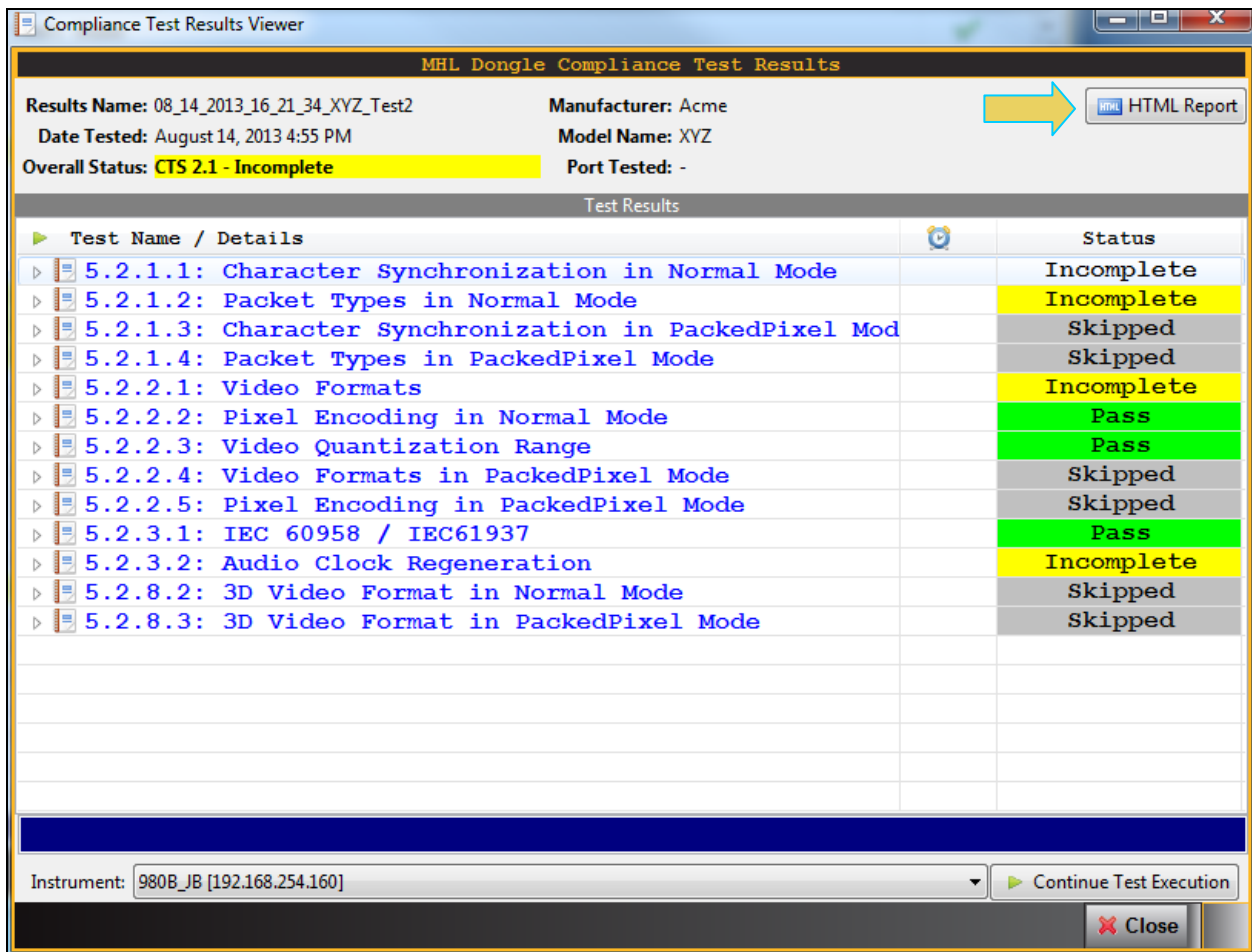 Compliance Test Results Viewer
MHL Dongle Compliance Test Results
Results Name: 08_14_2013_16_21_34_XYZ_Test2
Manufacturer: Acme
HTML HTML Report
Date Tested: August 14, 2013 4:55 PM
Model Name: XYZ
Overall Status: CTS 2.1 - Incomplete
Port Tested: -
Test Results
Test Name / Details Status
5.2.1.1: Character Synchronization in Normal Mode Incomplete
5.2.1.2: Packet Types in Normal Mode Incomplete
5.2.1.3: Character Synchronization in PackedPixel Mod Skipped
5.2.1.4: Packet Types in PackedPixel Mode Skipped
5.2.2.1: Video Formats Incomplete
5.2.2.2: Pixel Encoding in Normal Mode Pass
5.2.2.3: Video Quantization Range Pass
5.2.2.4: Video Formats in PackedPixel Mode Skipped
5.2.2.5: Pixel Encoding in PackedPixel Mode Skipped
5.2.3.1: IEC 60958 / IEC61937 Pass
5.2.3.2: Audio Clock Regeneration Incomplete
5.2.8.2: 3D Video Format in Normal Mode Skipped
5.2.8.3: 3D Video Format in PackedPixel Mode Skipped
Instrument: 980B_JB [192.168.254.160] Continue Test Execution
Close